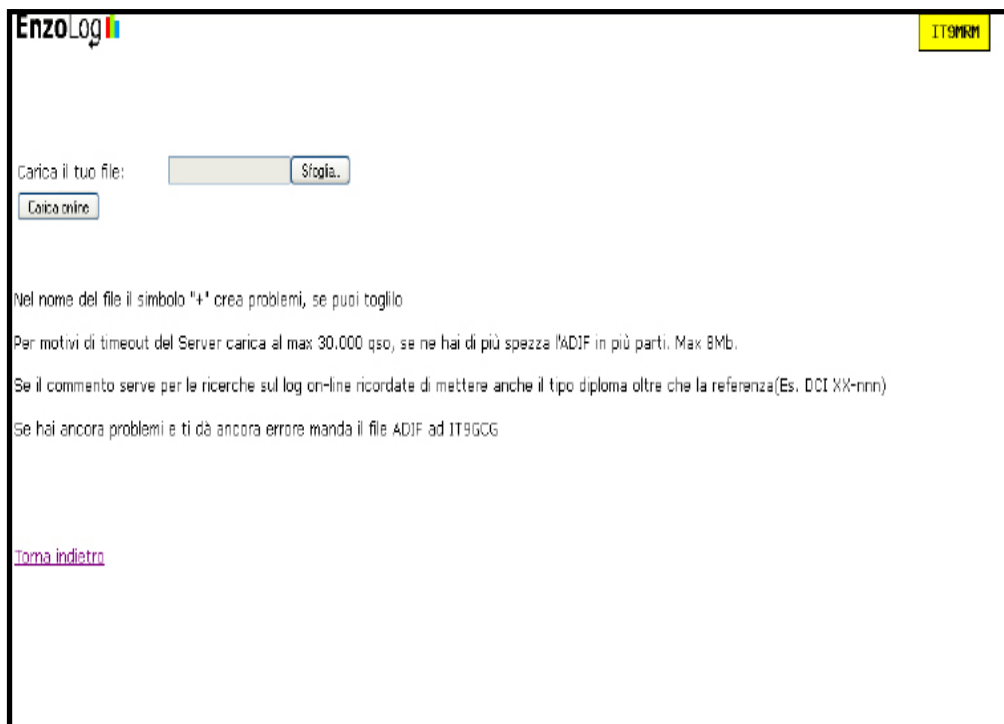 EnzoLog
IT9MRM
Carica il tuo file:
Sfoglia..
Carica online
Nel nome del file il simbolo "+" crea problemi, se puoi toglilo
Per motivi di timeout del Server carica al max 30.000 qso, se ne hai di più spezza l'ADIF in più parti. Max 8Mb.
Se il commento serve per le ricerche sul log on-line ricordate di mettere anche il tipo diploma oltre che la referenza(Es. DCI XX-nnn)
Se hai ancora problemi e ti dà ancora errore manda il file ADIF ad IT9GCG
Torna indietro